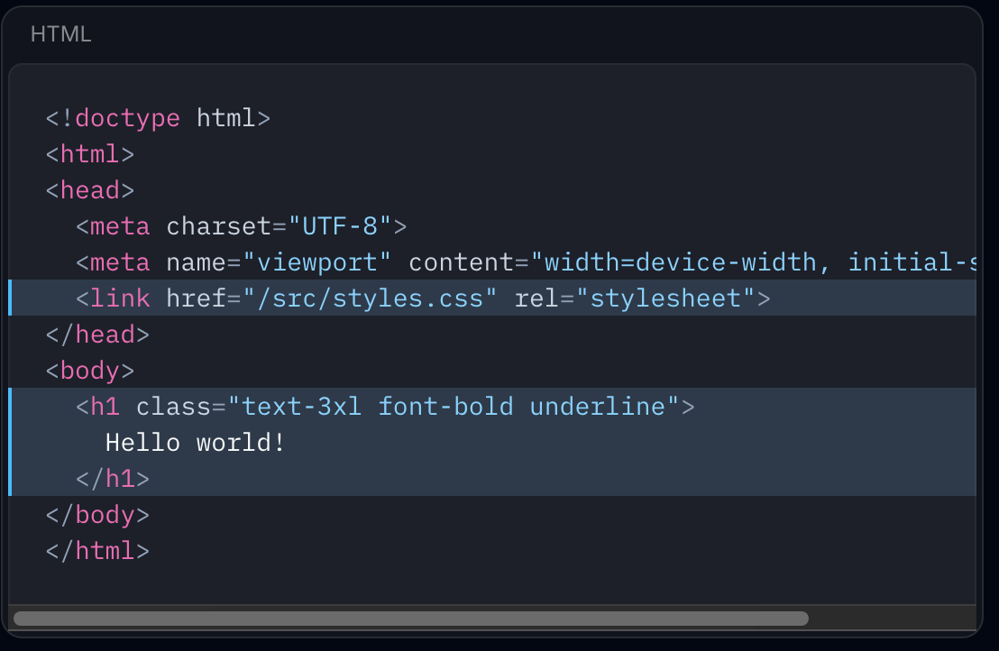 HTML
<!doctype html>
<html>
<head>
  <meta charset="UTF-8">
  <meta name="viewport" content="width=device-width, initial-s
  <link href="/src/styles.css" rel="stylesheet">
</head>
<body>
  <h1 class="text-3xl font-bold underline">
    Hello world!
  </h1>
</body>
</html>